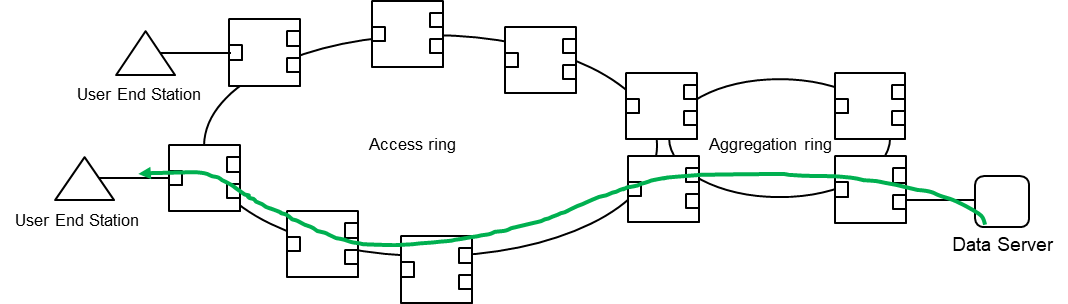 User End Station
Access ring
Aggregation ring
User End Station
Data Server